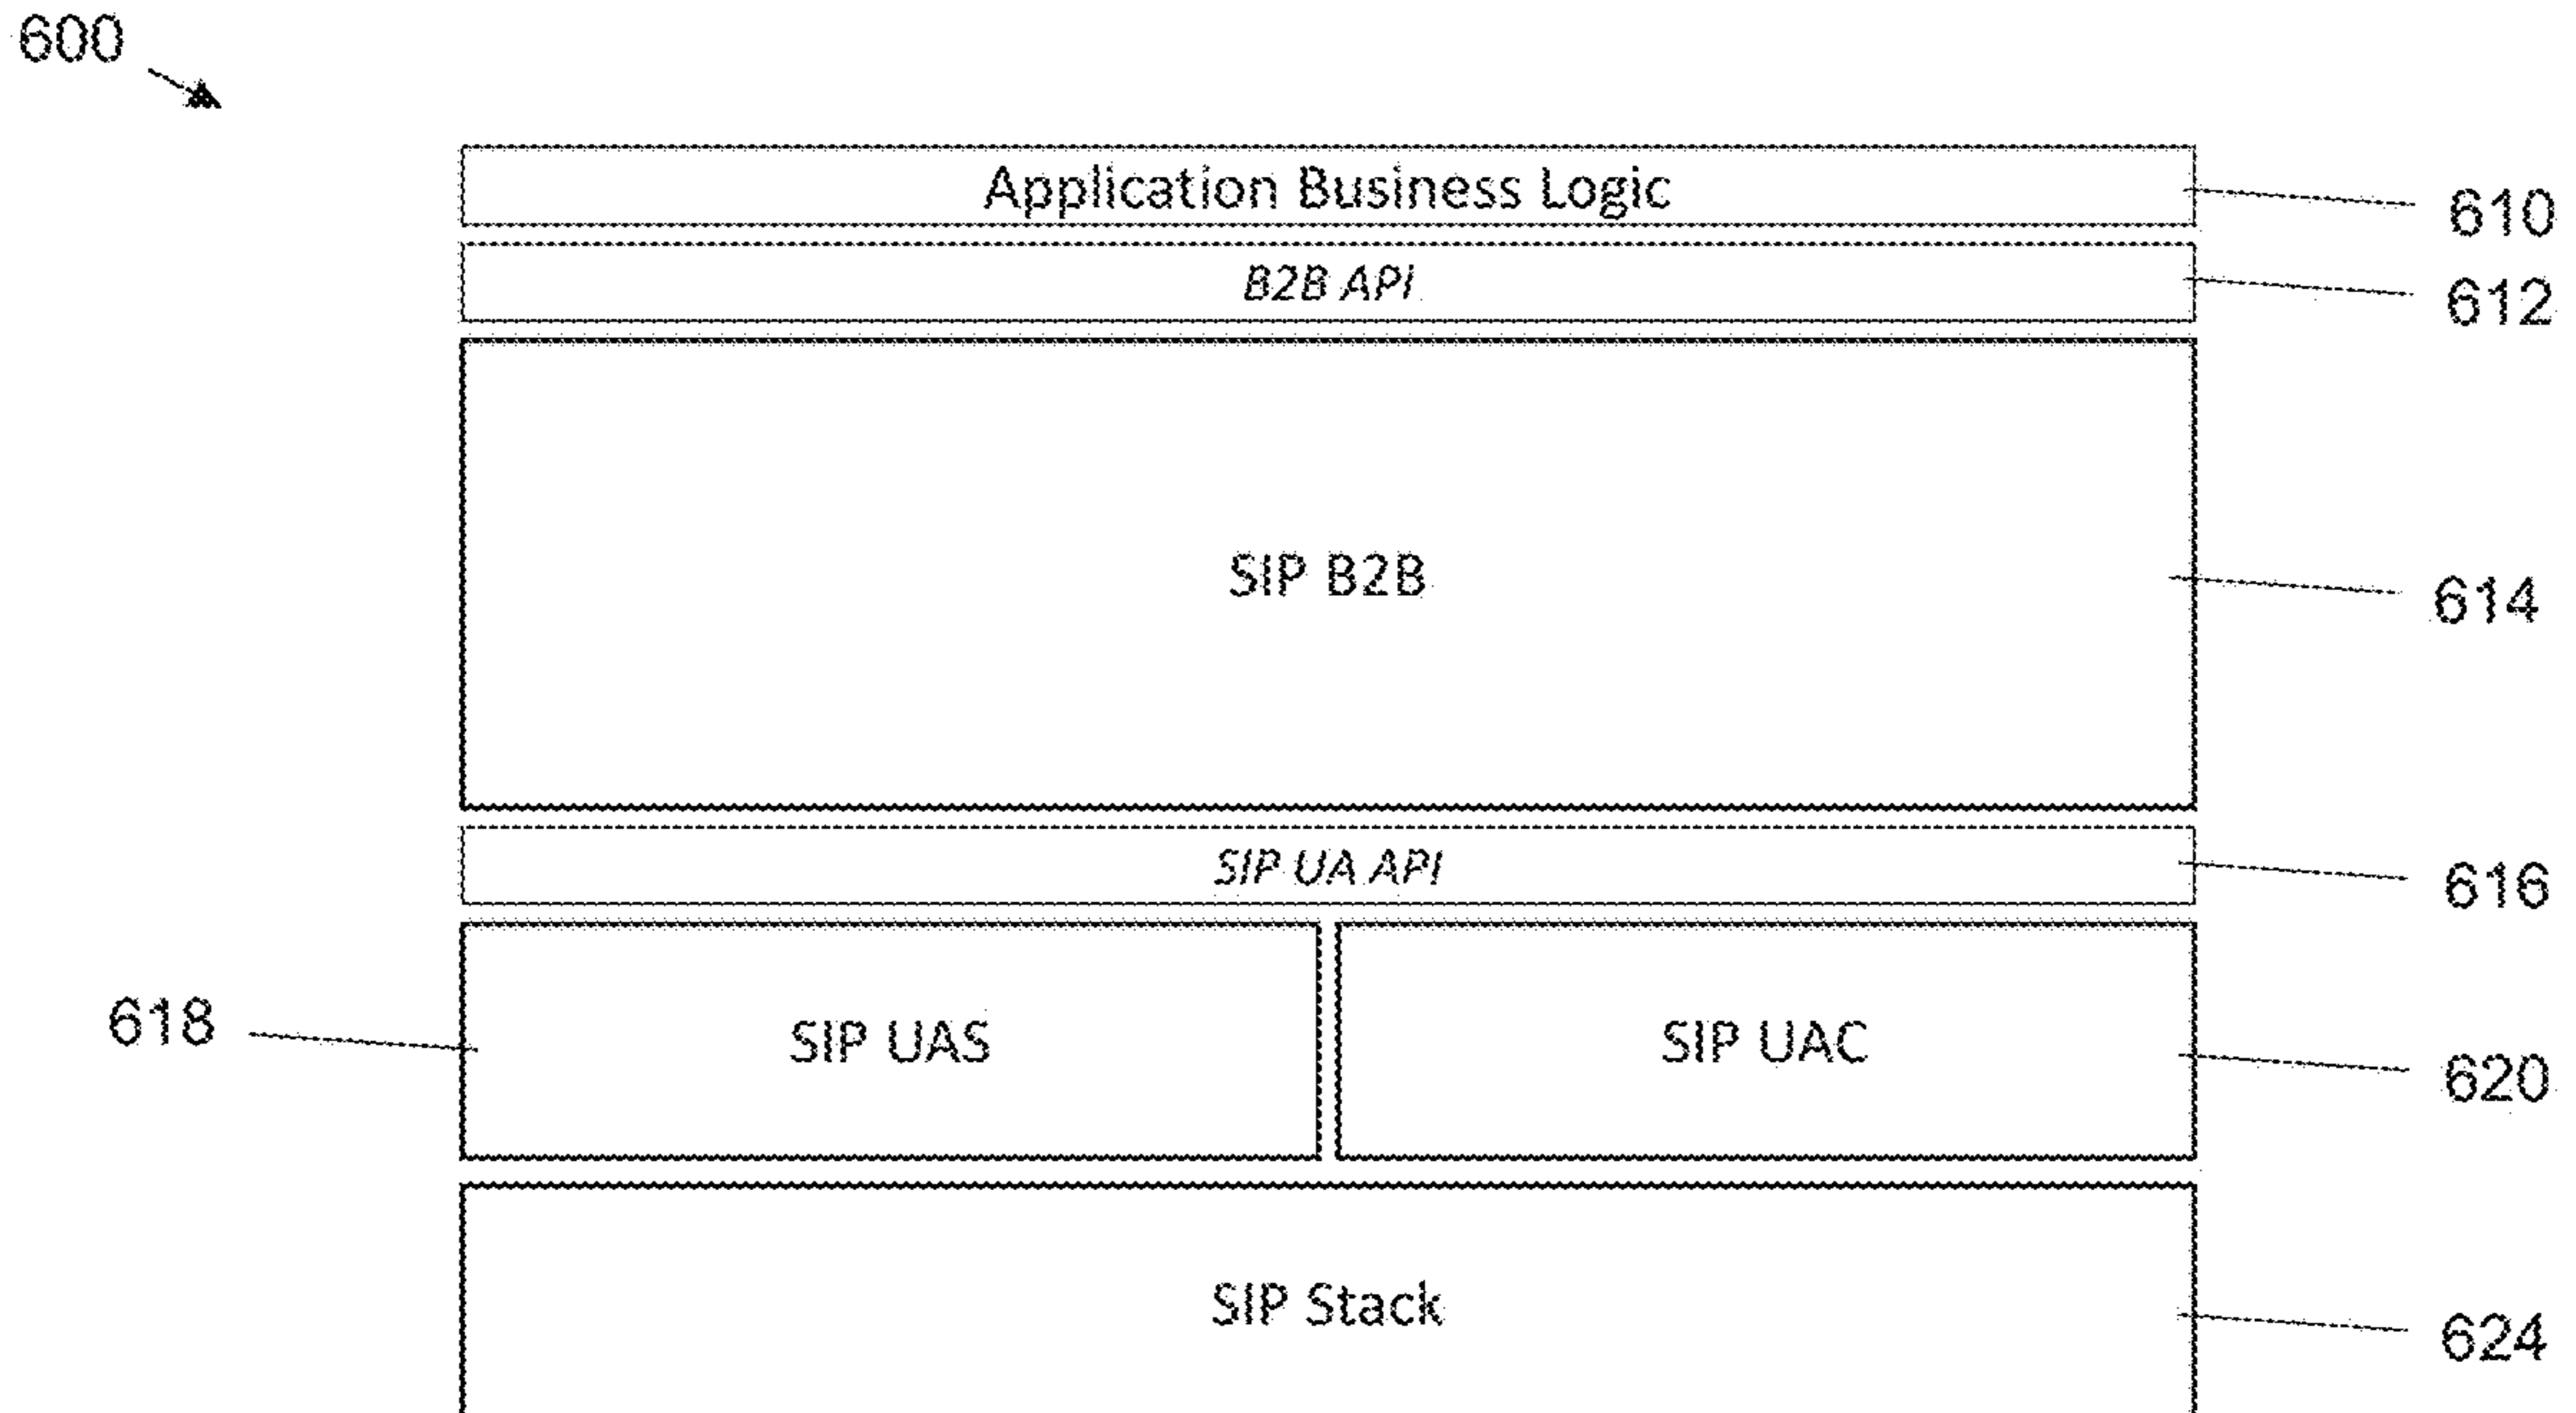 600
Application Business Logic
610
B2B API
612
SIP B2B
614
SIP UA API
616
618
SIP UAS
SIP UAC
620
SIP Stack
624